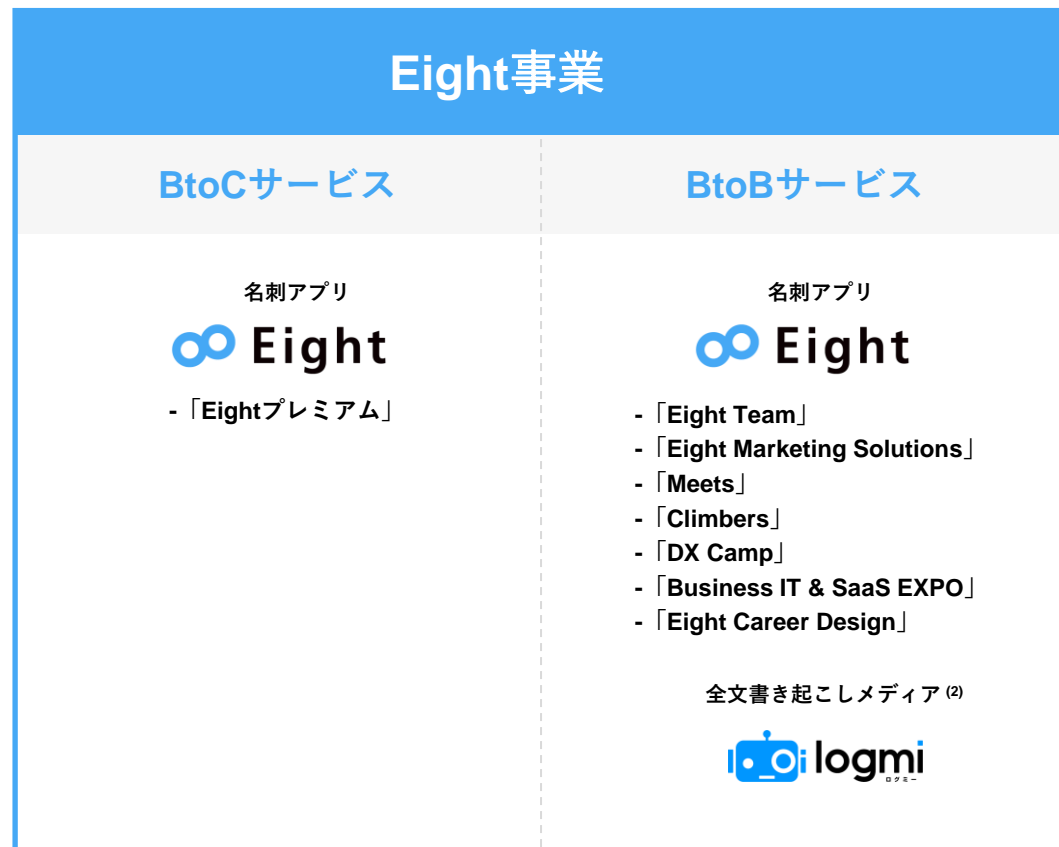 Eight事業
BtoCサービス
BtoBサービス
名刺アプリ
Eight
-「Eightプレミアム」
名刺アプリ
Eight
-「Eight Team」
-「Eight Marketing Solutions」
-「Meets」
-「Climbers」
-「DX Camp」
-「Business IT & SaaS EXPO」
-「Eight Career Design」
全文書き起こしメディア (2)
logmi
ログミー